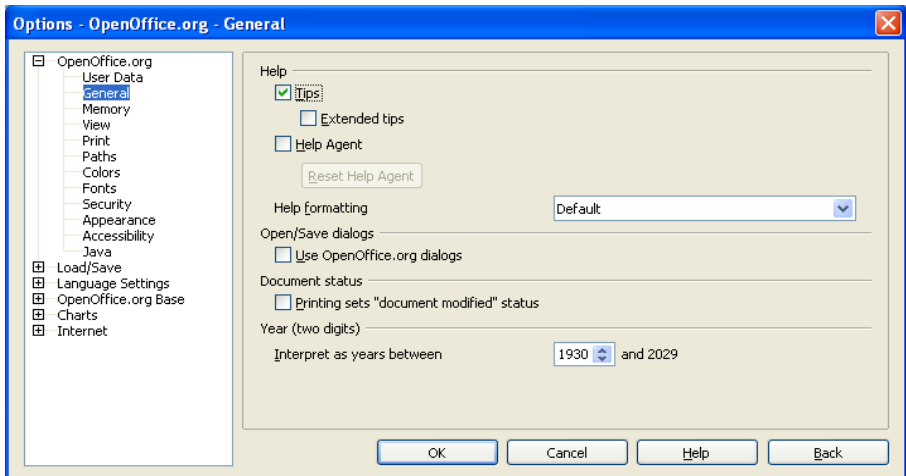 Options - OpenOffice.org - General
OpenOffice.org
User Data
General
Memory
View
Print
Paths
Colors
Fonts
Security
Appearance
Accessibility
Java
Load/Save
Language Settings
OpenOffice.org Base
Charts
Internet
Help
Tips
Extended tips
Help Agent
Reset Help Agent
Help formatting Default
Open/Save dialogs
Use OpenOffice.org dialogs
Document status
Printing sets "document modified" status
Year (two digits)
Interpret as years between 1930 and 2029
OK Cancel Help Back